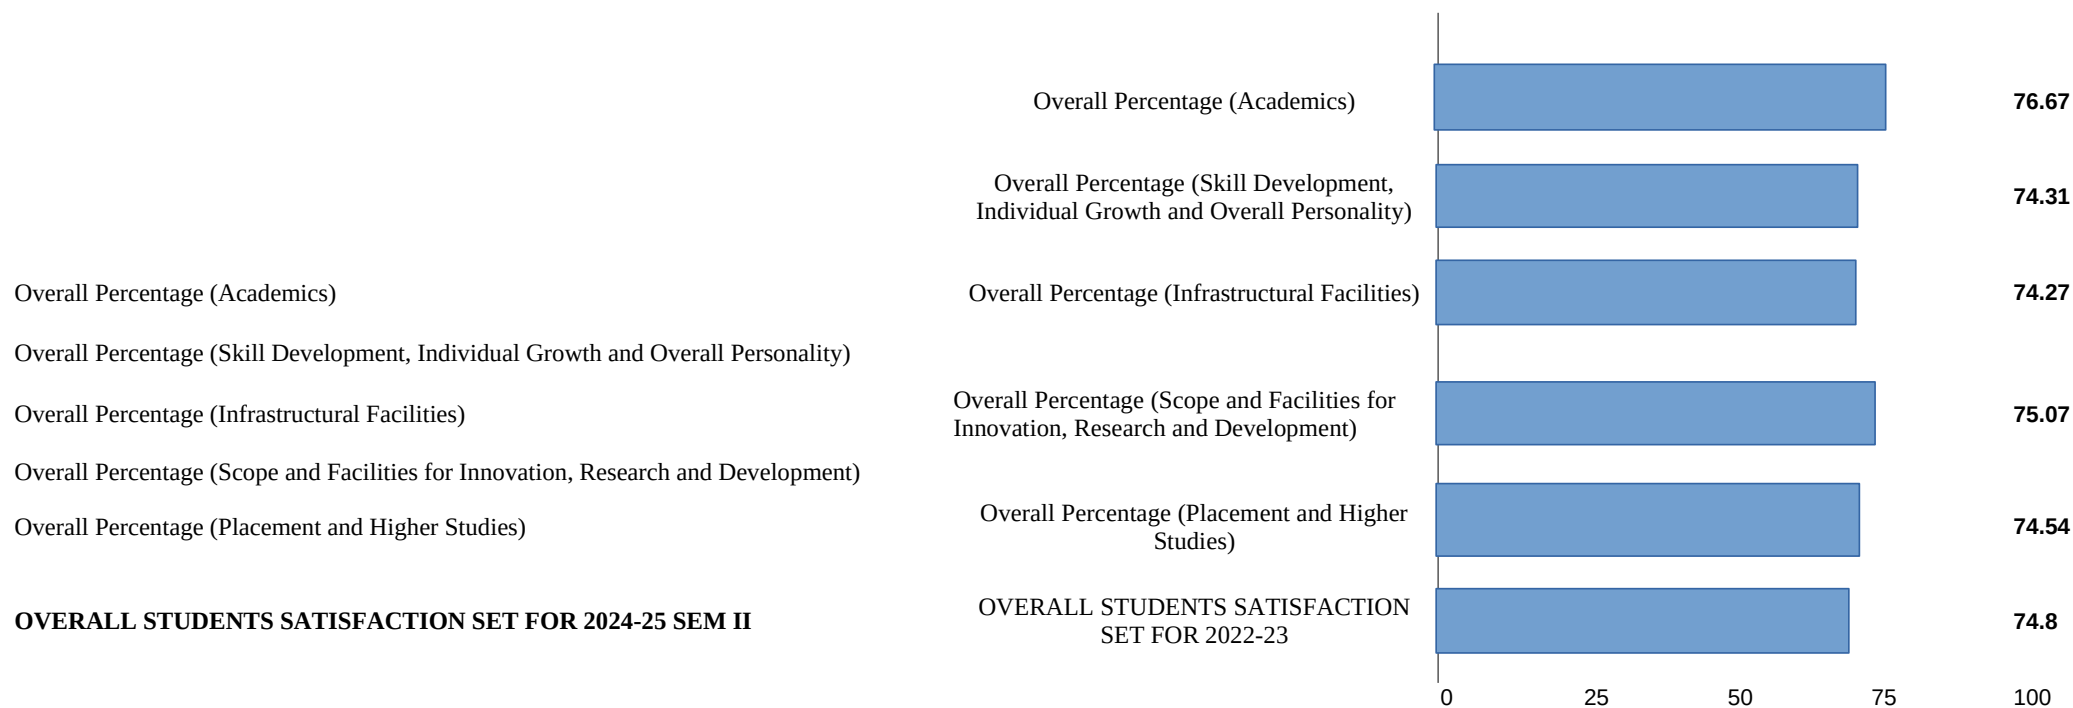 Overall Percentage (Academics)
76.67
Overall Percentage (Skill Development,
Individual Growth and Overall Personality)
74.31
Overall Percentage (Academics)
Overall Percentage (Infrastructural Facilities)
74.27
Overall Percentage (Skill Development, Individual Growth and Overall Personality)
Overall Percentage (Infrastructural Facilities)
Overall Percentage (Scope and Facilities for
Innovation, Research and Development)
75.07
Overall Percentage (Scope and Facilities for Innovation, Research and Development)
Overall Percentage (Placement and Higher Studies)
Overall Percentage (Placement and Higher
Studies)
74.54
OVERALL STUDENTS SATISFACTION SET FOR 2024-25 SEM II
OVERALL STUDENTS SATISFACTION
SET FOR 2022-23
74.8
0 25 50 75 100